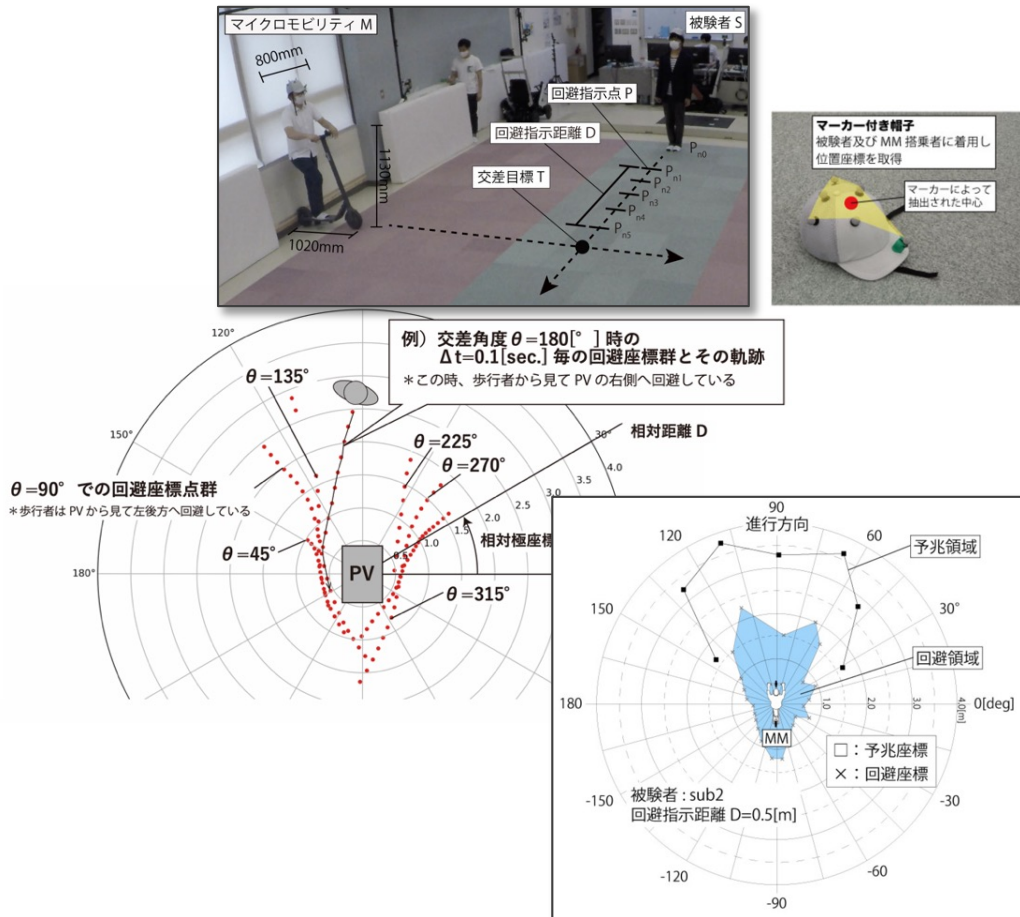 マイクロモビリティ M
被験者 S
800mm
回避指示点 P
回避指示距離 D
交差目標 T
1130mm
1020mm
Pn0
Pn1
Pn2
Pn3
Pn4
Pn5
マーカー付き帽子
被験者及び MM 搭乗者に着用し
位置座標を取得
マーカーによって
抽出された中心
例）交差角度 θ=180[°] 時の
Δt=0.1[sec.] 毎の回避座標群とその軌跡
＊この時、歩行者から見て PV の右側へ回避している
120°
θ=135°
150°
θ=225°
θ=270°
30°
相対距離 D
4.0
3.5
3.0
2.5
2.0
1.5
1.0
0.5
θ=90° での回避座標点群
＊歩行者は PV から見て左後方へ回避している
θ=45°
相対極座標
180°
PV
θ=315°
90
進行方向
120
60
予兆領域
150
30°
回避領域
180
1.0
2.0
3.0
4.0[m]
0[deg]
MM
□：予兆座標
×：回避座標
被験者 : sub2
回避指示距離 D=0.5[m]
-150
-30
-120
-60
-90